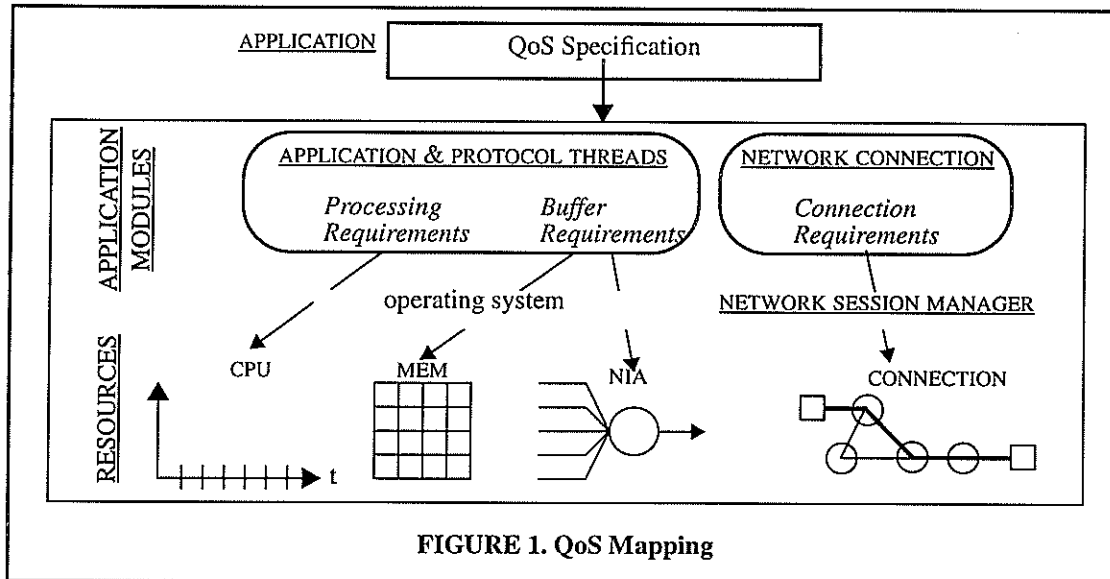 APPLICATION
QoS Specification
APPLICATION
MODULES
APPLICATION & PROTOCOL THREADS
Processing
Requirements
Buffer
Requirements
NETWORK CONNECTION
Connection
Requirements
operating system
NETWORK SESSION MANAGER
RESOURCES
CPU
t
MEM
NIA
CONNECTION
FIGURE 1. QoS Mapping